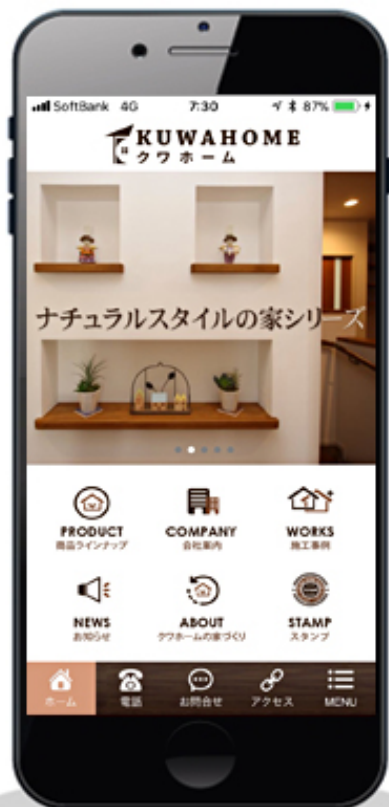 SoftBank 4G 7:30 87%
KUWAHOME
クワホーム
ナチュラルスタイルの家シリーズ
PRODUCT COMPANY WORKS
商品ラインナップ 会社案内 施工事例
NEWS ABOUT STAMP
お知らせ クワホームの家づくり スタンプ
ホーム 電話 お問合せ アクセス MENU